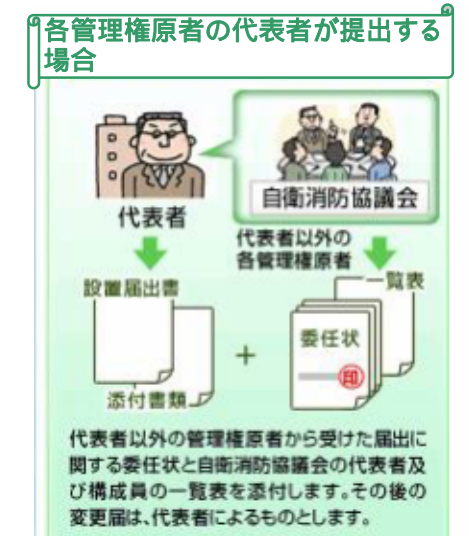 各管理権原者の代表者が提出する
場合
自衛消防協議会
代表者
代表者以外の
各管理権原者
設置届出書
一覧表
委任状
印
添付書類
+
代表者以外の管理権原者から受けた届出に
関する委任状と自衛消防協議会の代表者及
び構成員の一覧表を添付します。その後の
変更届は、代表者によるものとします。